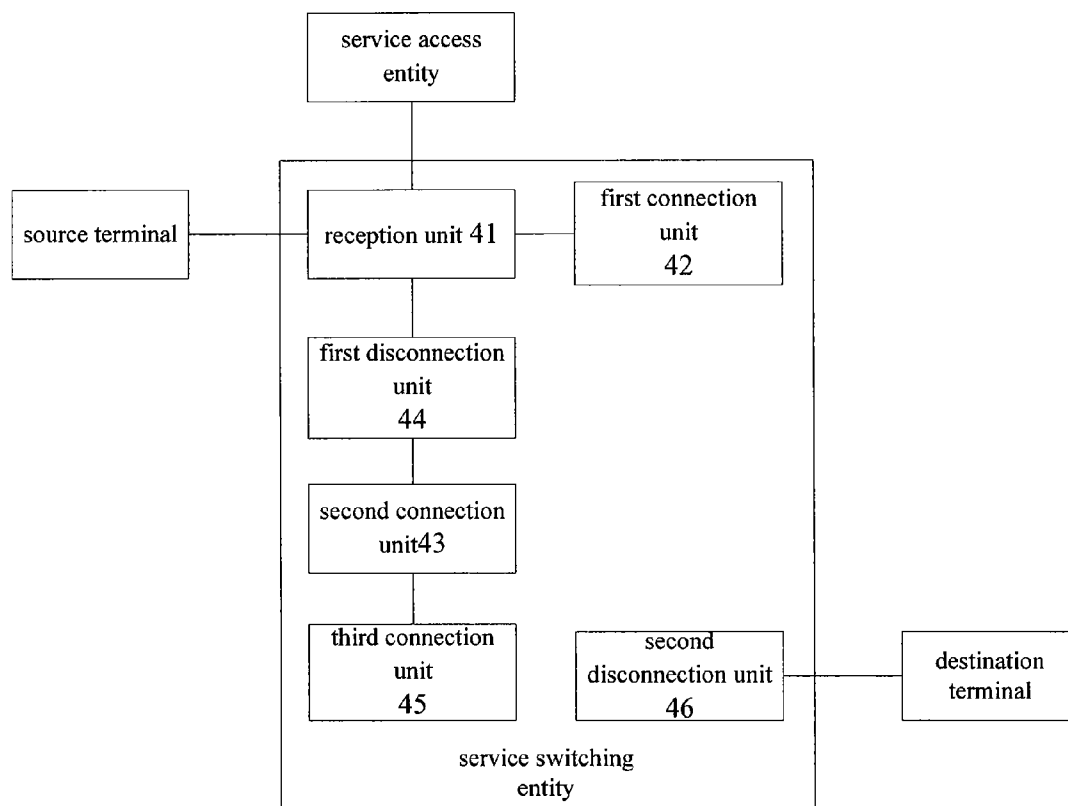 service access
entity
source terminal
reception unit 41
first connection
unit
42
first disconnection
unit
44
second connection
unit43
third connection
unit
45
second
disconnection unit
46
destination
terminal
service switching
entity